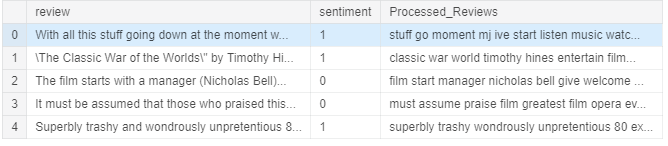 review sentiment Processed_Reviews
0 With all this stuff going down at the moment w... 1 stuff go moment mj ive start listen music watc...
1 \The Classic War of the Worlds\" by Timothy Hi... 1 classic war world timothy hines entertain film...
2 The film starts with a manager (Nicholas Bell)... 0 film start manager nicholas bell give welcome ...
3 It must be assumed that those who praised this... 0 must assume praise film greatest film opera ev...
4 Superbly trashy and wondrously unpretentious 8... 1 superbly trashy wondrously unpretentious 80 ex...